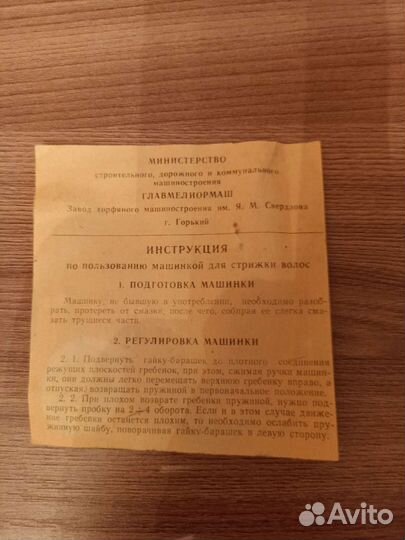 МИНИСТЕРСТВО
строительного, дорожного и коммунального
машиностроения
ГЛАВМЕЛИОРМАШ
Завод торфяного машиностроения им. Я. М. Свердлова
г. Горький
ИНСТРУКЦИЯ
по пользованию машинкой для стрижки волос
1. ПОДГОТОВКА МАШИНКИ
Машинку, не бывшую в употреблении, необходимо разоб-
рать, протереть от смазки, после чего, собирая ее слегка сма-
зать трущиеся части.
2. РЕГУЛИРОВКА МАШИНКИ
2. 1. Подвернуть гайку-барашек до плотного соединения
режущих плоскостей гребенок, при этом, сжимая ручки машин-
ки, они должны легко перемещать верхнюю гребенку вправо, а
отпуская, возвращать пружиной в первоначальное положение.
2. 2. При плохом возврате гребенки пружиной, нужно под-
вернуть пробку на 2÷4 оборота. Если и в этом случае движе-
ние гребенки останется плохим, то необходимо ослабить пру-
жинную шайбу, поворачивая гайку-барашек в левую сторону.
Avito